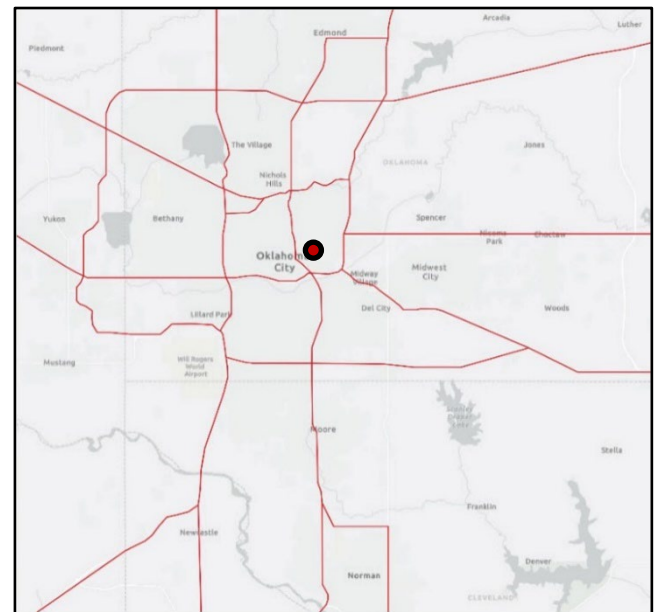 Arcadia
Luther
Edmond
Piedmont
The Village
Jones
OKLAHOMA
Nichols
Hills
Yukon
Bethany
Spencer
Nicoma
Park
Choctaw
Oklahoma
City
Midway
Village
Midwest
City
Lillard Park
Del City
Woods
Mustang
Will Rogers
World
Airport
Moore
Stella
Franklin
Newcastle
Denver
Norman
CLEVELAND